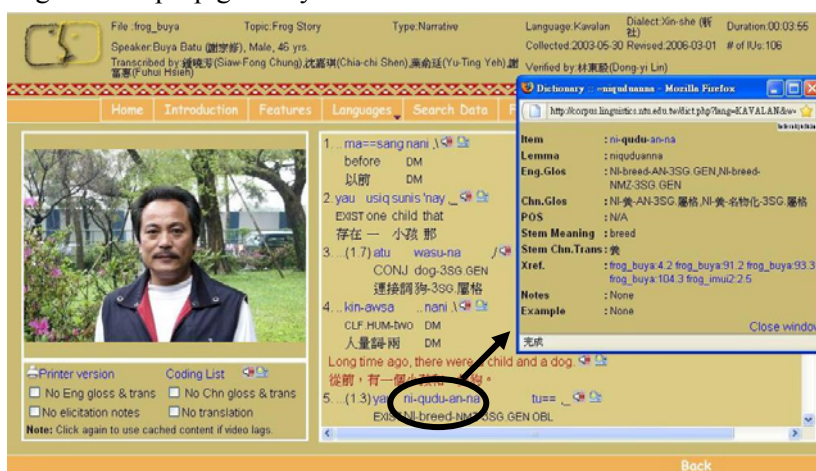 File :frog_buya Topic:Frog Story Type:Narrative Language:Kavalan Dialect:Xin-she (新社) Duration:00:03:55
Speaker:Buya Batu (謝宗修), Male, 46 yrs. Collected:2003-05-30 Revised:2006-03-01 # of IUs:106
Transcribed by:鍾曉芳(Siaw-Fong Chung),沈嘉琪(Chia-chi Shen),葉俞廷(Yu-Ting Yeh),謝富惠(Fuhui Hsieh) Verified by:林東毅(Dong-yi Lin)
Home Introduction Features Languages Search Data F
Dictionary :: niquduanna - Mozilla Firefox
http://corpus.linguistics.ntu.edu.tw/dict.php?lang=KAVALAN&w
Item : ni-qudu-an-na
Lemma : niquduanna
Eng.Glos : NI-breed-AN-3SG.GEN,NI-breed-NMZ-3SG.GEN
Chn.Glos : NI-養-AN-3SG.屬格,NI-養-名物化-3SG.屬格
POS : N/A
Stem Meaning : breed
Stem Chn.Trans : 養
Xref. : frog_buya:4.2 frog_buya:91.2 frog_buya:93.3
frog_buya:104.3 frog_imui2:2.5
Notes : None
Example : None
Close window
完成
1....ma==sang nani ,\
before DM
以前 DM
2. yau usiq sunis 'nay ._
EXIST one child that
存在 一 小孩 那
3....(1.7) atu wasu-na ,/
CONJ dog-3SG.GEN
連接詞 狗-3SG.屬格
4....kin-awsa .. nani .\
CLF.HUM-two DM
人量詞-兩 DM
Long time ago, there were a child and a dog.
從前，有一個小孩和一隻狗。
5....(1.3) yau ni-qudu-an-na tu== ,_
EXIST NI-breed-NMZ-3SG.GEN OBL
Printer version Coding List
No Eng gloss & trans No Chn gloss & trans
No elicitation notes No translation
Note: Click again to use cached content if video lags.
Back